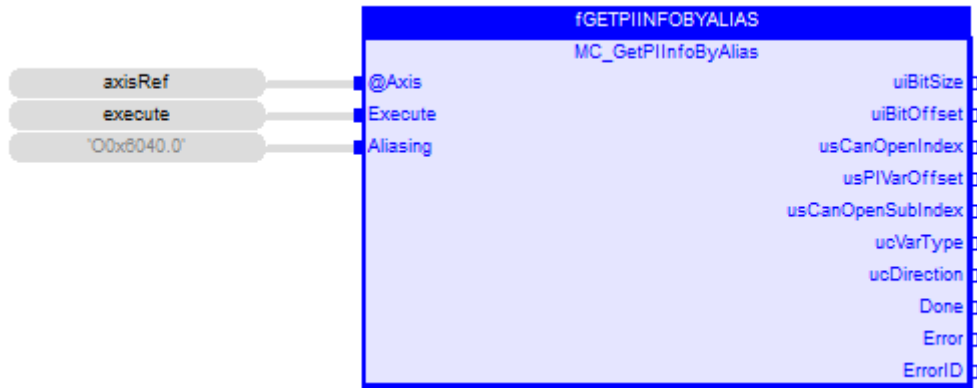 fGETPIINFOBYALIAS
MC_GetPIInfoByAlias
axisRef
@Axis
uiBitSize
execute
Execute
uiBitOffset
'O0x6040.0'
Aliasing
usCanOpenIndex
usPIVarOffset
usCanOpenSubIndex
ucVarType
ucDirection
Done
Error
ErrorID